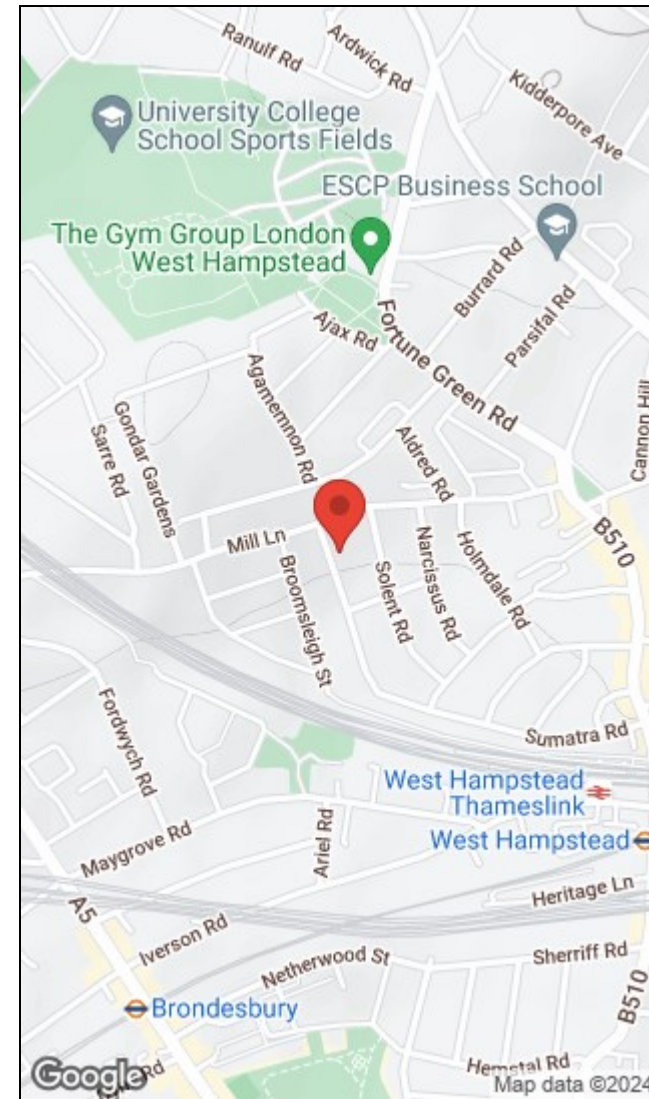 Ranulf Rd
Ardwick Rd
Kidderpore Ave
University College
School Sports Fields
ESCP Business School
The Gym Group London
West Hampstead
Burrard Rd
Parsifal Rd
Ajax Rd
Fortune Green Rd
Agamemnon Rd
Cannon Hill
Gondar Gardens
Sarre Rd
Aldred Rd
Mill Ln
B510
Broomsleigh St
Solent Rd
Narcissus Rd
Holmdale Rd
Fordwych Rd
Sumatra Rd
West Hampstead
Thameslink
West Hampstead
Maygrove Rd
Ariel Rd
Heritage Ln
A5
Iverson Rd
Netherwood St
Sherriff Rd
B510
Brondesbury
Hemstal Rd
Rd
Google
Map data ©2024